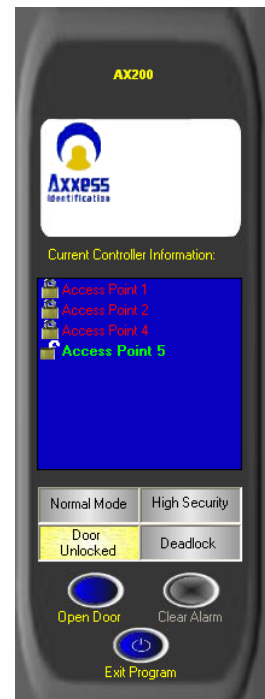 AX200
Axxess
Identification
Current Controller Information:
Access Point 1
Access Point 2
Access Point 4
Access Point 5
Normal Mode
High Security
Door
Unlocked
Deadlock
Open Door
Clear Alarm
Exit Program